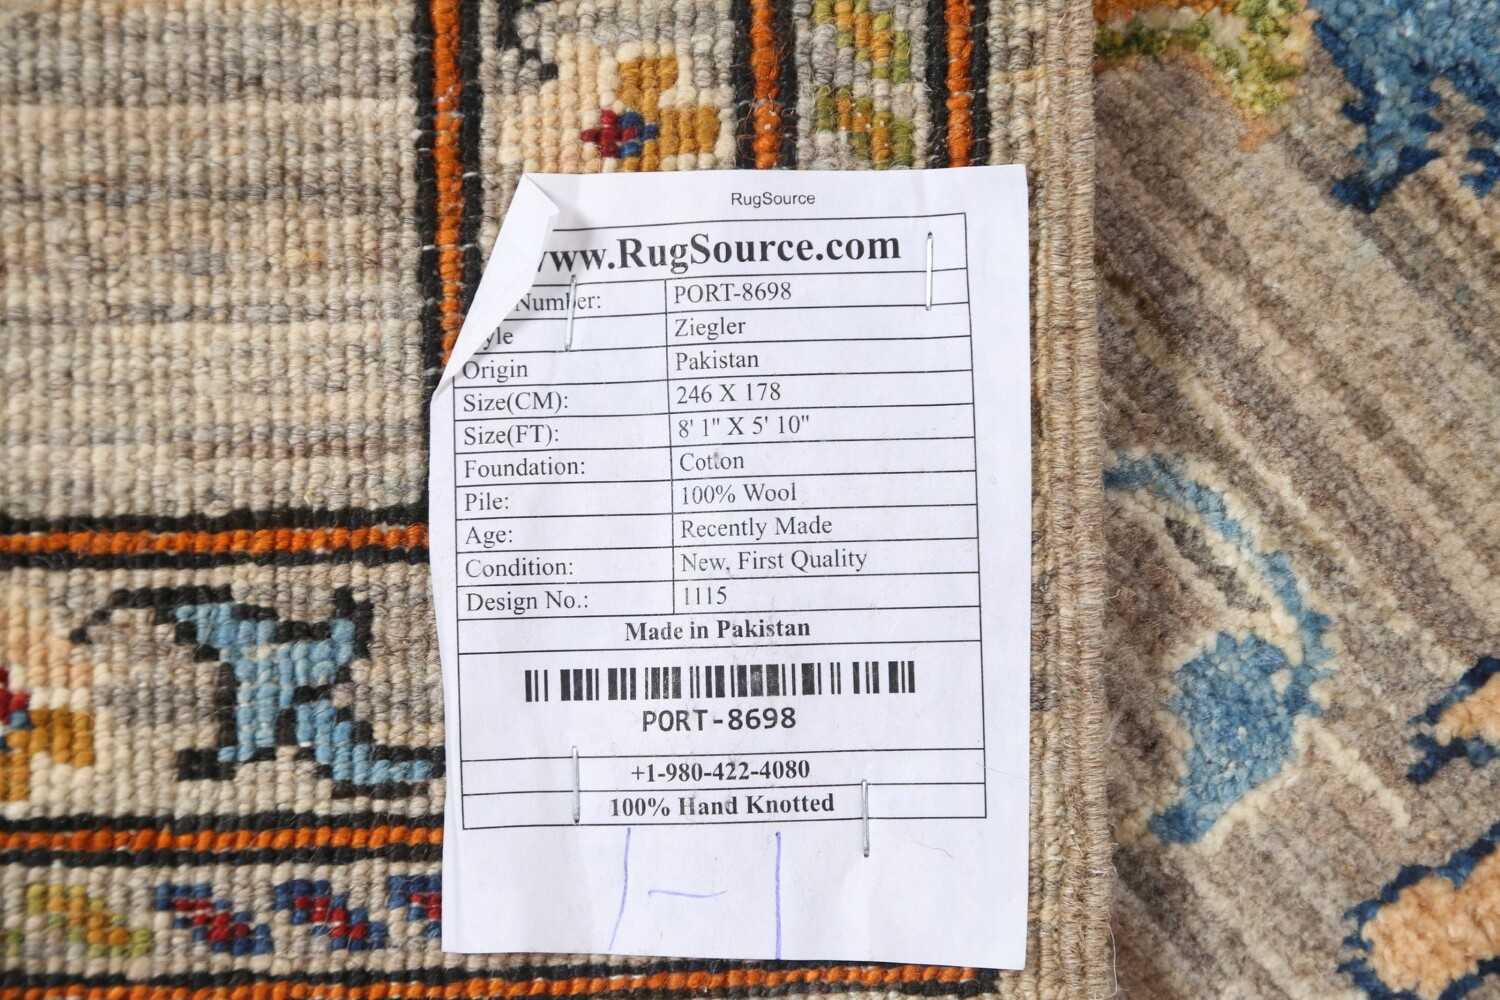 RugSource
www.RugSource.com
Number: PORT-8698
Ziegler
Origin Pakistan
Size(CM): 246 X 178
Size(FT): 8' 1" X 5' 10"
Foundation: Cotton
Pile: 100% Wool
Age: Recently Made
Condition: New, First Quality
Design No.: 1115
Made in Pakistan
PORT-8698
+1-980-422-4080
100% Hand Knotted